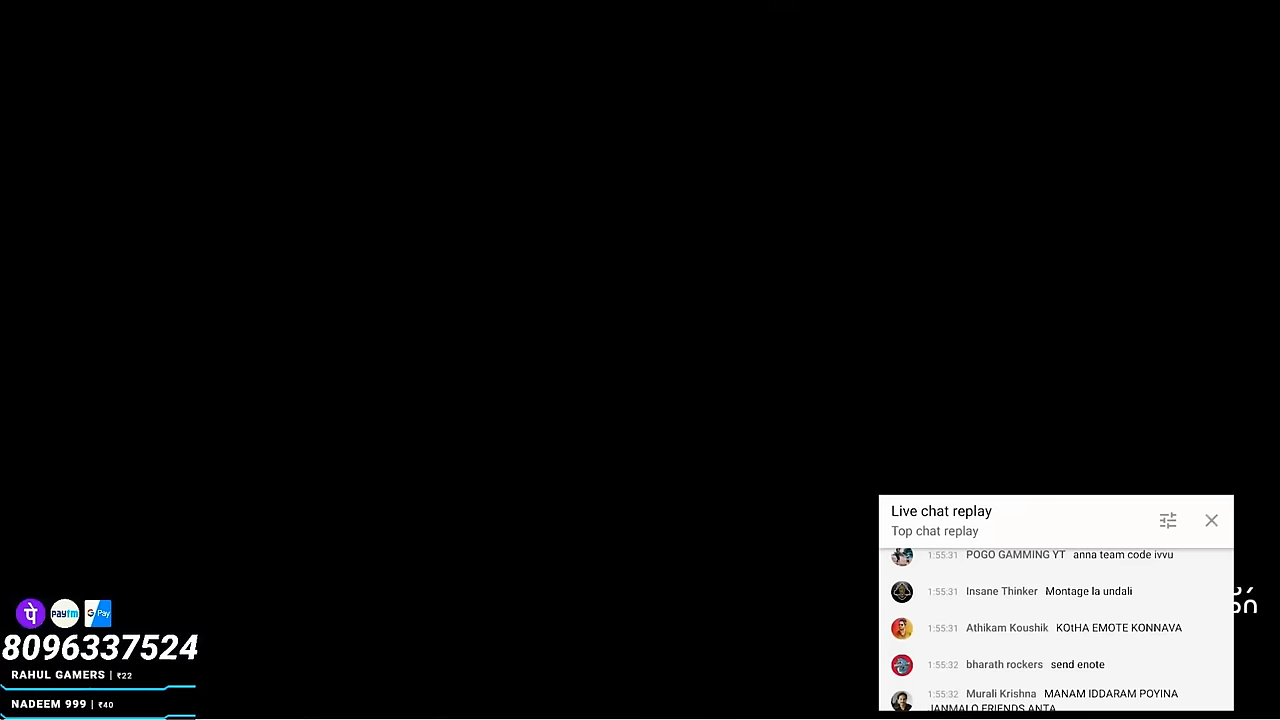 Live chat replay
Top chat replay
1:55:31 POGO GAMMING YT anna team code ivvu
1:55:31 Insane Thinker Montage la undali
1:55:31 Athikam Koushik KOtHA EMOTE KONNAVA
1:55:32 bharath rockers send enote
1:55:32 Murali Krishna MANAM IDDARAM POYINA
JANMALO FRIENDS ANTA
पे Paytm G Pay
8096337524
RAHUL GAMERS | ₹22
NADEEM 999 | ₹40